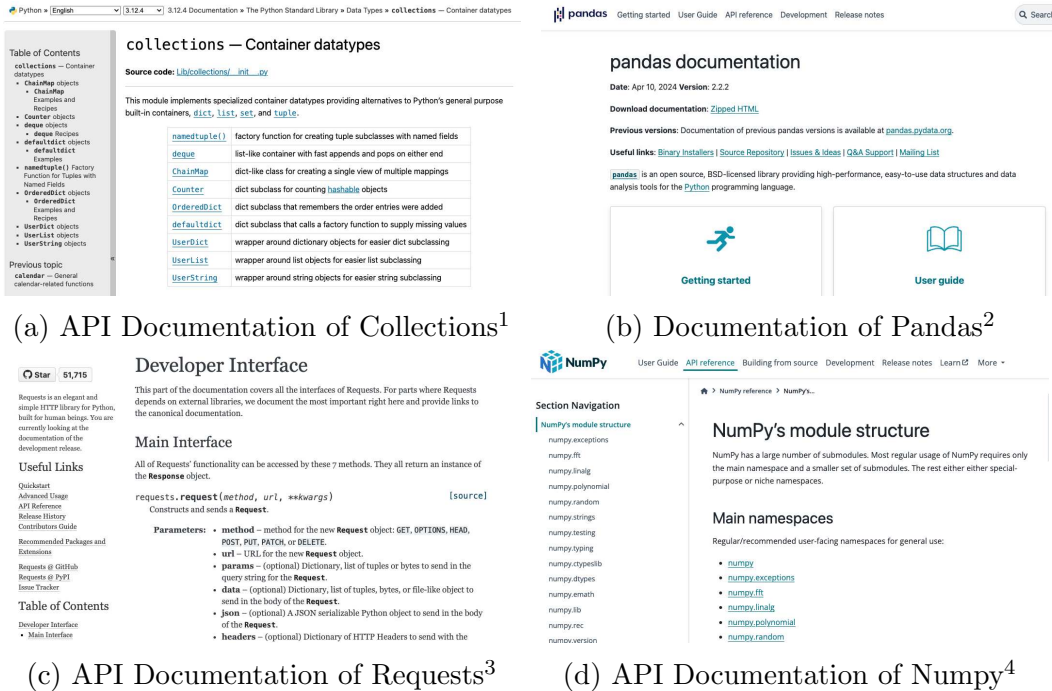 Python » English 3.12.4 3.12.4 Documentation » The Python Standard Library » Data Types » collections — Container datatypes
Table of Contents
collections — Container
datatypes
• ChainMap objects
• ChainMap
Examples and
Recipes
• Counter objects
• deque objects
• deque Recipes
• defaultdict objects
• defaultdict
Examples
• namedtuple() Factory
Function for Tuples with
Named Fields
• OrderedDict objects
• OrderedDict
Examples and
Recipes
• UserDict objects
• UserList objects
• UserString objects
Previous topic
calendar — General
calendar-related functions
«
collections — Container datatypes
Source code: Lib/collections/__init__.py
This module implements specialized container datatypes providing alternatives to Python's general purpose
built-in containers, dict, list, set, and tuple.
namedtuple() factory function for creating tuple subclasses with named fields
deque list-like container with fast appends and pops on either end
ChainMap dict-like class for creating a single view of multiple mappings
Counter dict subclass for counting hashable objects
OrderedDict dict subclass that remembers the order entries were added
defaultdict dict subclass that calls a factory function to supply missing values
UserDict wrapper around dictionary objects for easier dict subclassing
UserList wrapper around list objects for easier list subclassing
UserString wrapper around string objects for easier string subclassing
(a) API Documentation of Collections¹
pandas Getting started User Guide API reference Development Release notes Search
pandas documentation
Date: Apr 10, 2024 Version: 2.2.2
Download documentation: Zipped HTML
Previous versions: Documentation of previous pandas versions is available at pandas.pydata.org.
Useful links: Binary Installers | Source Repository | Issues & Ideas | Q&A Support | Mailing List
pandas is an open source, BSD-licensed library providing high-performance, easy-to-use data structures and data
analysis tools for the Python programming language.
Getting started User guide
(b) Documentation of Pandas²
Star 51,715
Requests is an elegant and
simple HTTP library for Python,
built for human beings. You are
currently looking at the
documentation of the
development release.
Useful Links
Quickstart
Advanced Usage
API Reference
Release History
Contributors Guide
Recommended Packages and
Extensions
Requests @ GitHub
Requests @ PyPI
Issue Tracker
Table of Contents
Developer Interface
• Main Interface
Developer Interface
This part of the documentation covers all the interfaces of Requests. For parts where Requests
depends on external libraries, we document the most important right here and provide links to
the canonical documentation.
Main Interface
All of Requests' functionality can be accessed by these 7 methods. They all return an instance of
the Response object.
requests.request(method, url, **kwargs) [source]
Constructs and sends a Request.
Parameters: • method – method for the new Request object: GET, OPTIONS, HEAD,
POST, PUT, PATCH, or DELETE.
• url – URL for the new Request object.
• params – (optional) Dictionary, list of tuples or bytes to send in the
query string for the Request.
• data – (optional) Dictionary, list of tuples, bytes, or file-like object to
send in the body of the Request.
• json – (optional) A JSON serializable Python object to send in the body
of the Request.
• headers – (optional) Dictionary of HTTP Headers to send with the
(c) API Documentation of Requests³
NumPy User Guide API reference Building from source Development Release notes Learn More
Section Navigation
NumPy's module structure
numpy.exceptions
numpy.fft
numpy.linalg
numpy.polynomial
numpy.random
numpy.strings
numpy.testing
numpy.typing
numpy.ctypeslib
numpy.dtypes
numpy.emath
numpy.lib
numpy.rec
numpy.version
> NumPy reference > NumPy's...
NumPy's module structure
NumPy has a large number of submodules. Most regular usage of NumPy requires only
the main namespace and a smaller set of submodules. The rest either either special-
purpose or niche namespaces.
Main namespaces
Regular/recommended user-facing namespaces for general use:
• numpy
• numpy.exceptions
• numpy.fft
• numpy.linalg
• numpy.polynomial
• numpy.random
(d) API Documentation of Numpy⁴